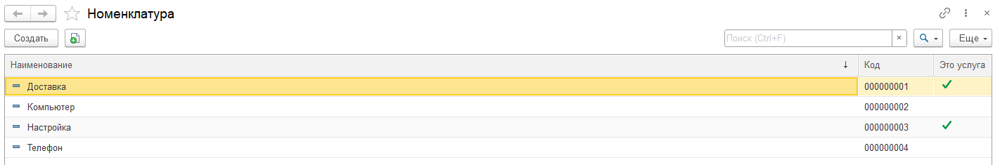 Номенклатура
Создать Поиск (Ctrl+F) × Еще
Наименование ↓ Код Это услуга
Доставка 000000001
Компьютер 000000002
Настройка 000000003
Телефон 000000004